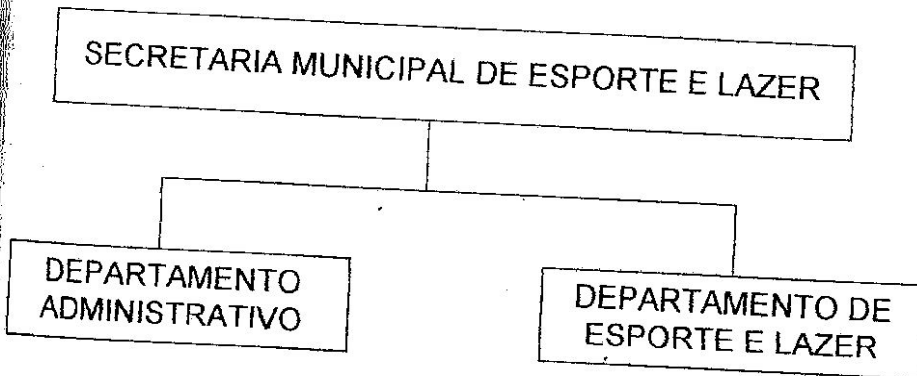 SECRETARIA MUNICIPAL DE ESPORTE E LAZER
DEPARTAMENTO
ADMINISTRATIVO
DEPARTAMENTO DE
ESPORTE E LAZER